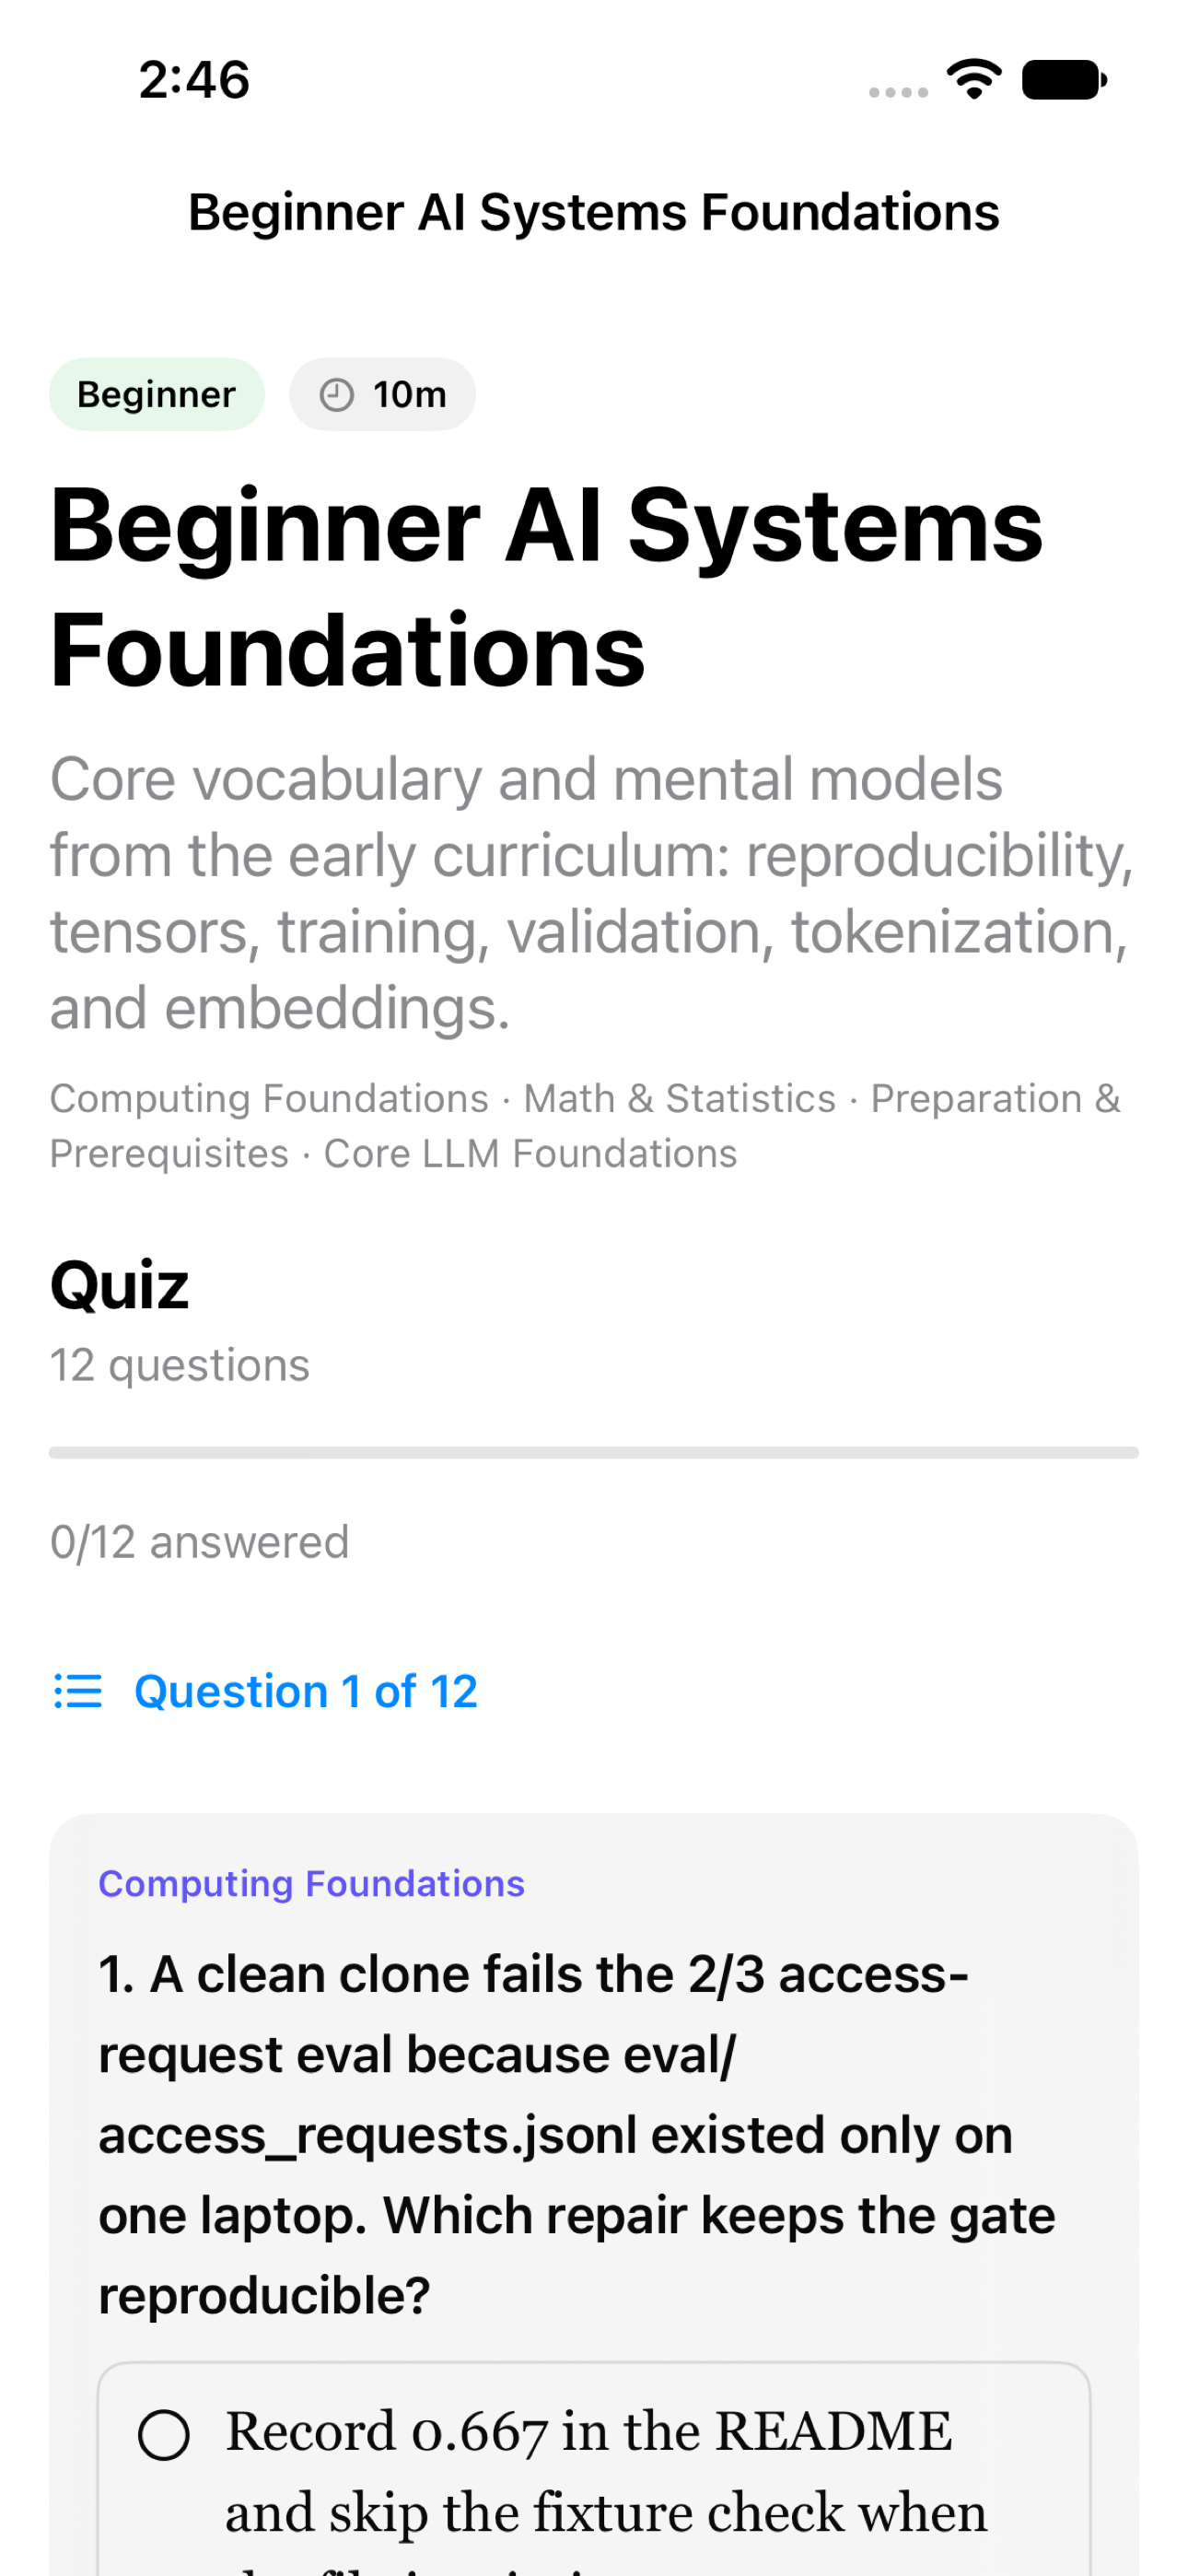 2:46
Beginner AI Systems Foundations
Beginner
10m
Beginner AI Systems
Foundations
Core vocabulary and mental models
from the early curriculum: reproducibility,
tensors, training, validation, tokenization,
and embeddings.
Computing Foundations · Math & Statistics · Preparation &
Prerequisites · Core LLM Foundations
Quiz
12 questions
0/12 answered
Question 1 of 12
Computing Foundations
1. A clean clone fails the 2/3 access-
request eval because eval/
access_requests.jsonl existed only on
one laptop. Which repair keeps the gate
reproducible?
Record 0.667 in the README
and skip the fixture check when